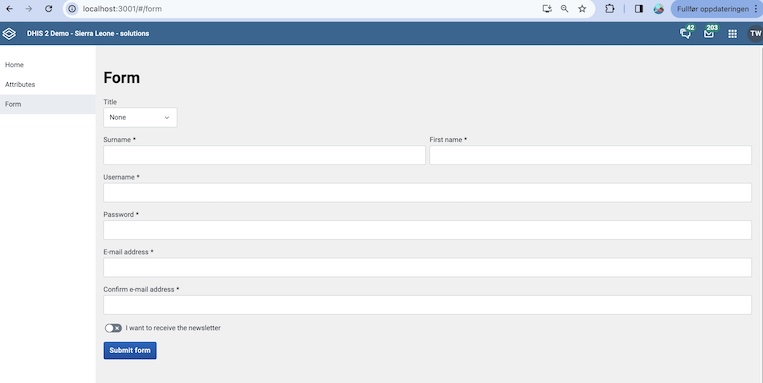 localhost:3001/#/form
Fullfør oppdateringen
DHIS 2 Demo - Sierra Leone - solutions
42
203
TW
Home
Attributes
Form
Form
Title
None
Surname *
First name *
Username *
Password *
E-mail address *
Confirm e-mail address *
I want to receive the newsletter
Submit form